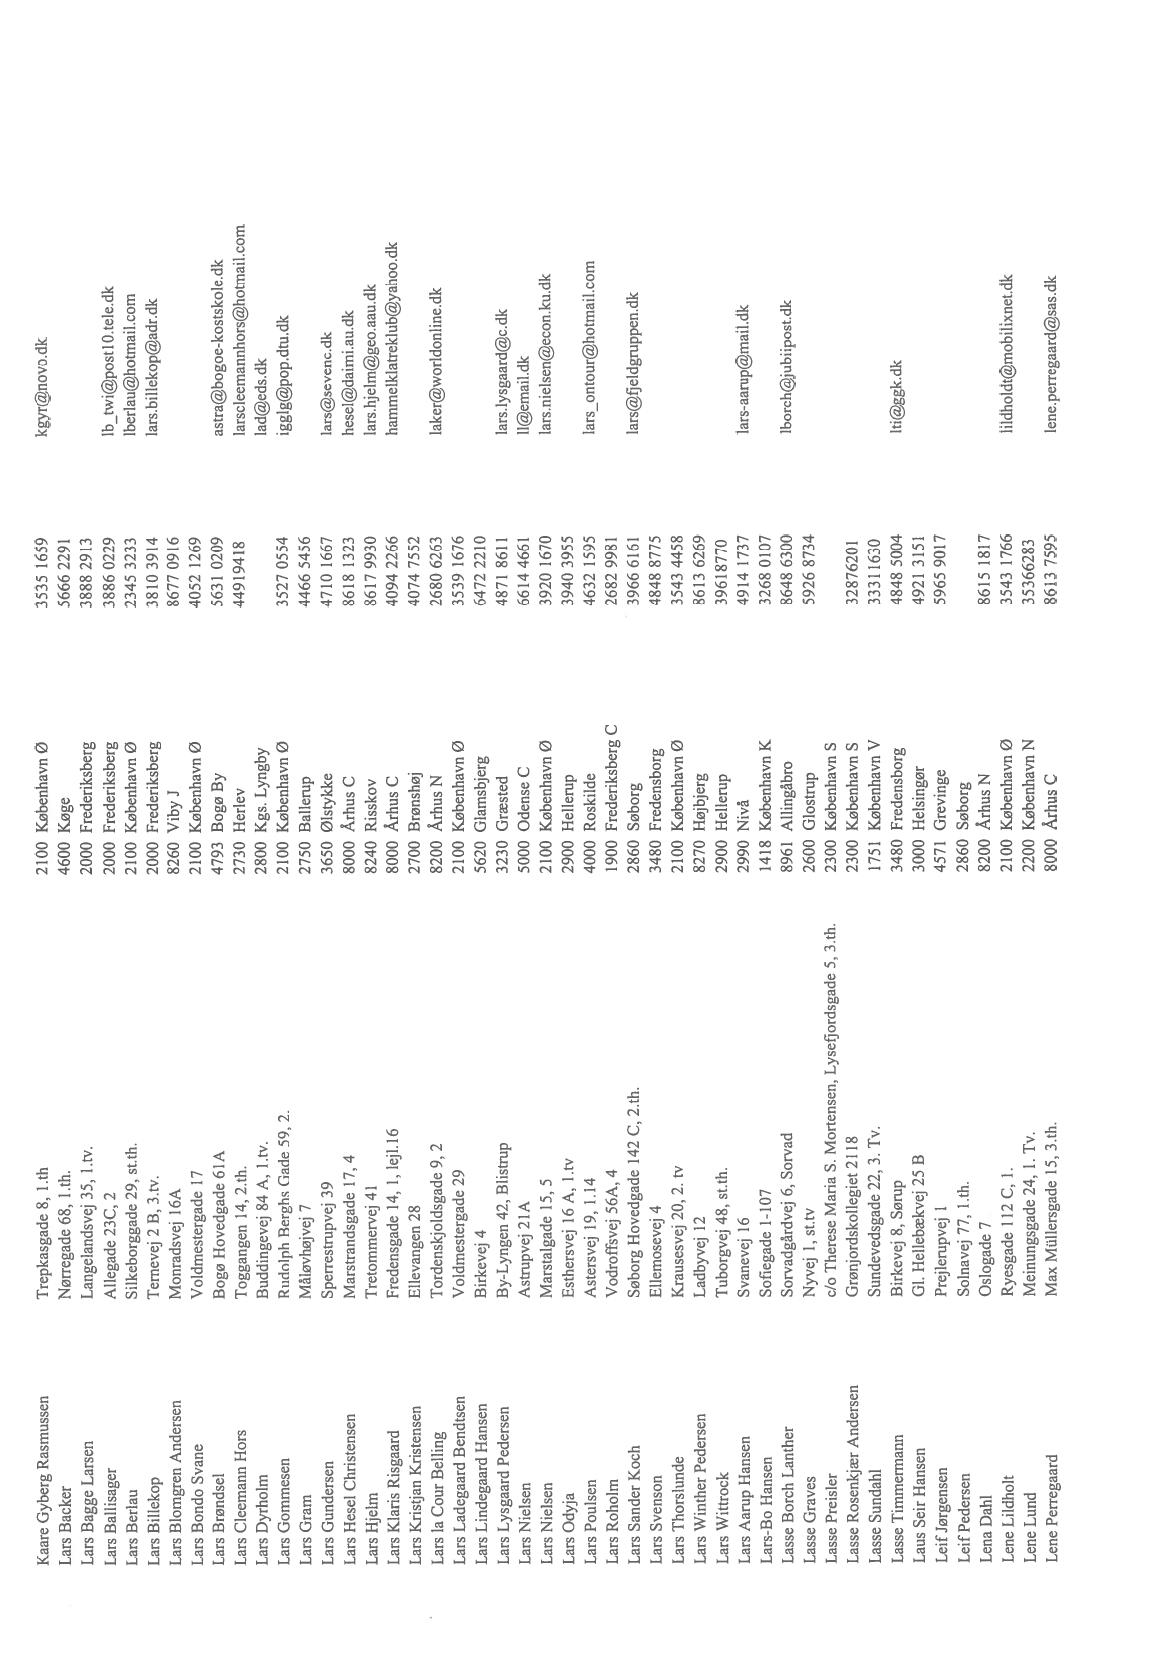 Kaare Gyberg Rasmussen Trepkasgade 8, 1.th 2100 København Ø 3535 1659 kgyr@novo.dk
Lars Backer Nørregade 68, 1.th. 4600 Køge 5666 2291
Lars Bagge Larsen Langelandsvej 35, 1.tv. 2000 Frederiksberg 3888 2913
Lars Ballisager Allegade 23C, 2 2000 Frederiksberg 3886 0229 lb_twi@post10.tele.dk
Lars Berlau Silkeborggade 29, st.th. 2100 København Ø 2345 3233 lberlau@hotmail.com
Lars Billekop Ternevej 2 B, 3.tv. 2000 Frederiksberg 3810 3914 lars.billekop@adr.dk
Lars Blomgren Andersen Monradsvej 16A 8260 Viby J 8677 0916
Lars Bondo Svane Voldmestergade 17 2100 København Ø 4052 1269
Lars Brøndsel Bogø Hovedgade 61A 4793 Bogø By 5631 0209 astra@bogoe-kostskole.dk
Lars Cleemann Hors Toggangen 14, 2.th. 2730 Herlev 44919418 larscleemannhors@hotmail.com
Lars Dyrholm Buddingevej 84 A, 1.tv. 2800 Kgs. Lyngby lad@eds.dk
Lars Gommesen Rudolph Berghs Gade 59, 2. 2100 København Ø 3527 0554 igglg@pop.dtu.dk
Lars Gram Måløvhøjvej 7 2750 Ballerup 4466 5456
Lars Gundersen Sperrestrupvej 39 3650 Ølstykke 4710 1667 lars@sevenc.dk
Lars Hesel Christensen Marstrandsgade 17, 4 8000 Århus C 8618 1323 hesel@daimi.au.dk
Lars Hjelm Tretommervej 41 8240 Risskov 8617 9930 lars.hjelm@geo.aau.dk
Lars Klaris Risgaard Fredensgade 14, 1, lejl.16 8000 Århus C 4094 2266 hammelklatreklub@yahoo.dk
Lars Kristjan Kristensen Ellevangen 28 2700 Brønshøj 4074 7552
Lars la Cour Belling Tordenskjoldsgade 9, 2 8200 Århus N 2680 6263 laker@worldonline.dk
Lars Ladegaard Bendtsen Voldmestergade 29 2100 København Ø 3539 1676
Lars Lindegaard Hansen Birkevej 4 5620 Glamsbjerg 6472 2210
Lars Lysgaard Pedersen By-Lyngen 42, Blistrup 3230 Græsted 4871 8611 lars.lysgaard@c.dk
Lars Nielsen Astrupvej 21A 5000 Odense C 6614 4661 ll@email.dk
Lars Nielsen Marstalgade 15, 5 2100 København Ø 3920 1670 lars.nielsen@econ.ku.dk
Lars Odyja Esthersvej 16 A, 1.tv 2900 Hellerup 3940 3955
Lars Poulsen Astersvej 19, 1.14 4000 Roskilde 4632 1595 lars_ontour@hotmail.com
Lars Roholm Vodroffsvej 56A, 4 1900 Frederiksberg C 2682 9981
Lars Sander Koch Søborg Hovedgade 142 C, 2.th. 2860 Søborg 3966 6161 lars@fjeldgruppen.dk
Lars Svenson Ellemosevej 4 3480 Fredensborg 4848 8775
Lars Thorslunde Krausesvej 20, 2. tv 2100 København Ø 3543 4458
Lars Winther Pedersen Ladbyvej 12 8270 Højbjerg 8613 6269
Lars Wittrock Tuborgvej 48, st.th. 2900 Hellerup 39618770
Lars Aarup Hansen Svanevej 16 2990 Nivå 4914 1737 lars-aarup@mail.dk
Lars-Bo Hansen Sofiegade 1-107 1418 København K 3268 0107
Lasse Borch Lanther Sorvadgårdvej 6, Sorvad 8961 Allingåbro 8648 6300 lborch@jubiipost.dk
Lasse Graves Nyvej 1, st.tv 2600 Glostrup 5926 8734
Lasse Preisler c/o Therese Maria S. Mortensen, Lysefjordsgade 5, 3.th. 2300 København S
Lasse Rosenkjær Andersen Grønjordskollegiet 2118 2300 København S 32876201
Lasse Sundahl Sundevedsgade 22, 3. Tv. 1751 København V 33311630
Lasse Timmermann Birkevej 8, Sørup 3480 Fredensborg 4848 5004 lti@ggk.dk
Laus Seir Hansen Gl. Hellebækvej 25 B 3000 Helsingør 4921 3151
Leif Jørgensen Prejlerupvej 1 4571 Grevinge 5965 9017
Leif Pedersen Solnavej 77, 1.th. 2860 Søborg
Lena Dahl Oslogade 7 8200 Århus N 8615 1817
Lene Lildholt Ryesgade 112 C, 1. 2100 København Ø 3543 1766 lildholdt@mobilixnet.dk
Lene Lund Meinungsgade 24, 1. Tv. 2200 København N 35366283
Lene Perregaard Max Müllersgade 15, 3.th. 8000 Århus C 8613 7595 lene.perregaard@sas.dk